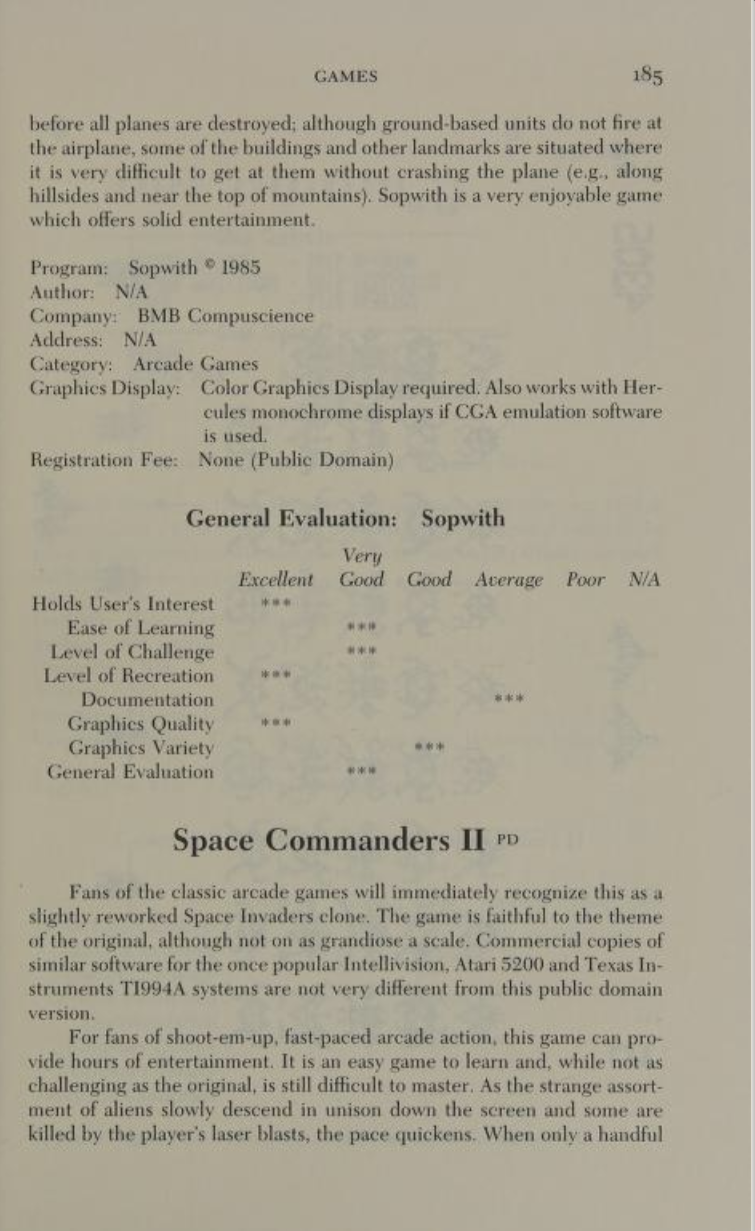 GAMES 185
before all planes are destroyed; although ground-based units do not fire at
the airplane, some of the buildings and other landmarks are situated where
it is very difficult to get at them without crashing the plane (e.g., along
hillsides and near the top of mountains). Sopwith is a very enjoyable game
which offers solid entertainment.
Program: Sopwith © 1985
Author: N/A
Company: BMB Compuscience
Address: N/A
Category: Arcade Games
Graphics Display: Color Graphics Display required. Also works with Her-
cules monochrome displays if CGA emulation software
is used.
Registration Fee: None (Public Domain)
General Evaluation: Sopwith
Very
Excellent Good Good Average Poor N/A
Holds User's Interest ***
Ease of Learning ***
Level of Challenge ***
Level of Recreation ***
Documentation ***
Graphics Quality ***
Graphics Variety ***
General Evaluation ***
Space Commanders II PD
Fans of the classic arcade games will immediately recognize this as a
slightly reworked Space Invaders clone. The game is faithful to the theme
of the original, although not on as grandiose a scale. Commercial copies of
similar software for the once popular Intellivision, Atari 5200 and Texas In-
struments TI994A systems are not very different from this public domain
version.
For fans of shoot-em-up, fast-paced arcade action, this game can pro-
vide hours of entertainment. It is an easy game to learn and, while not as
challenging as the original, is still difficult to master. As the strange assort-
ment of aliens slowly descend in unison down the screen and some are
killed by the player's laser blasts, the pace quickens. When only a handful